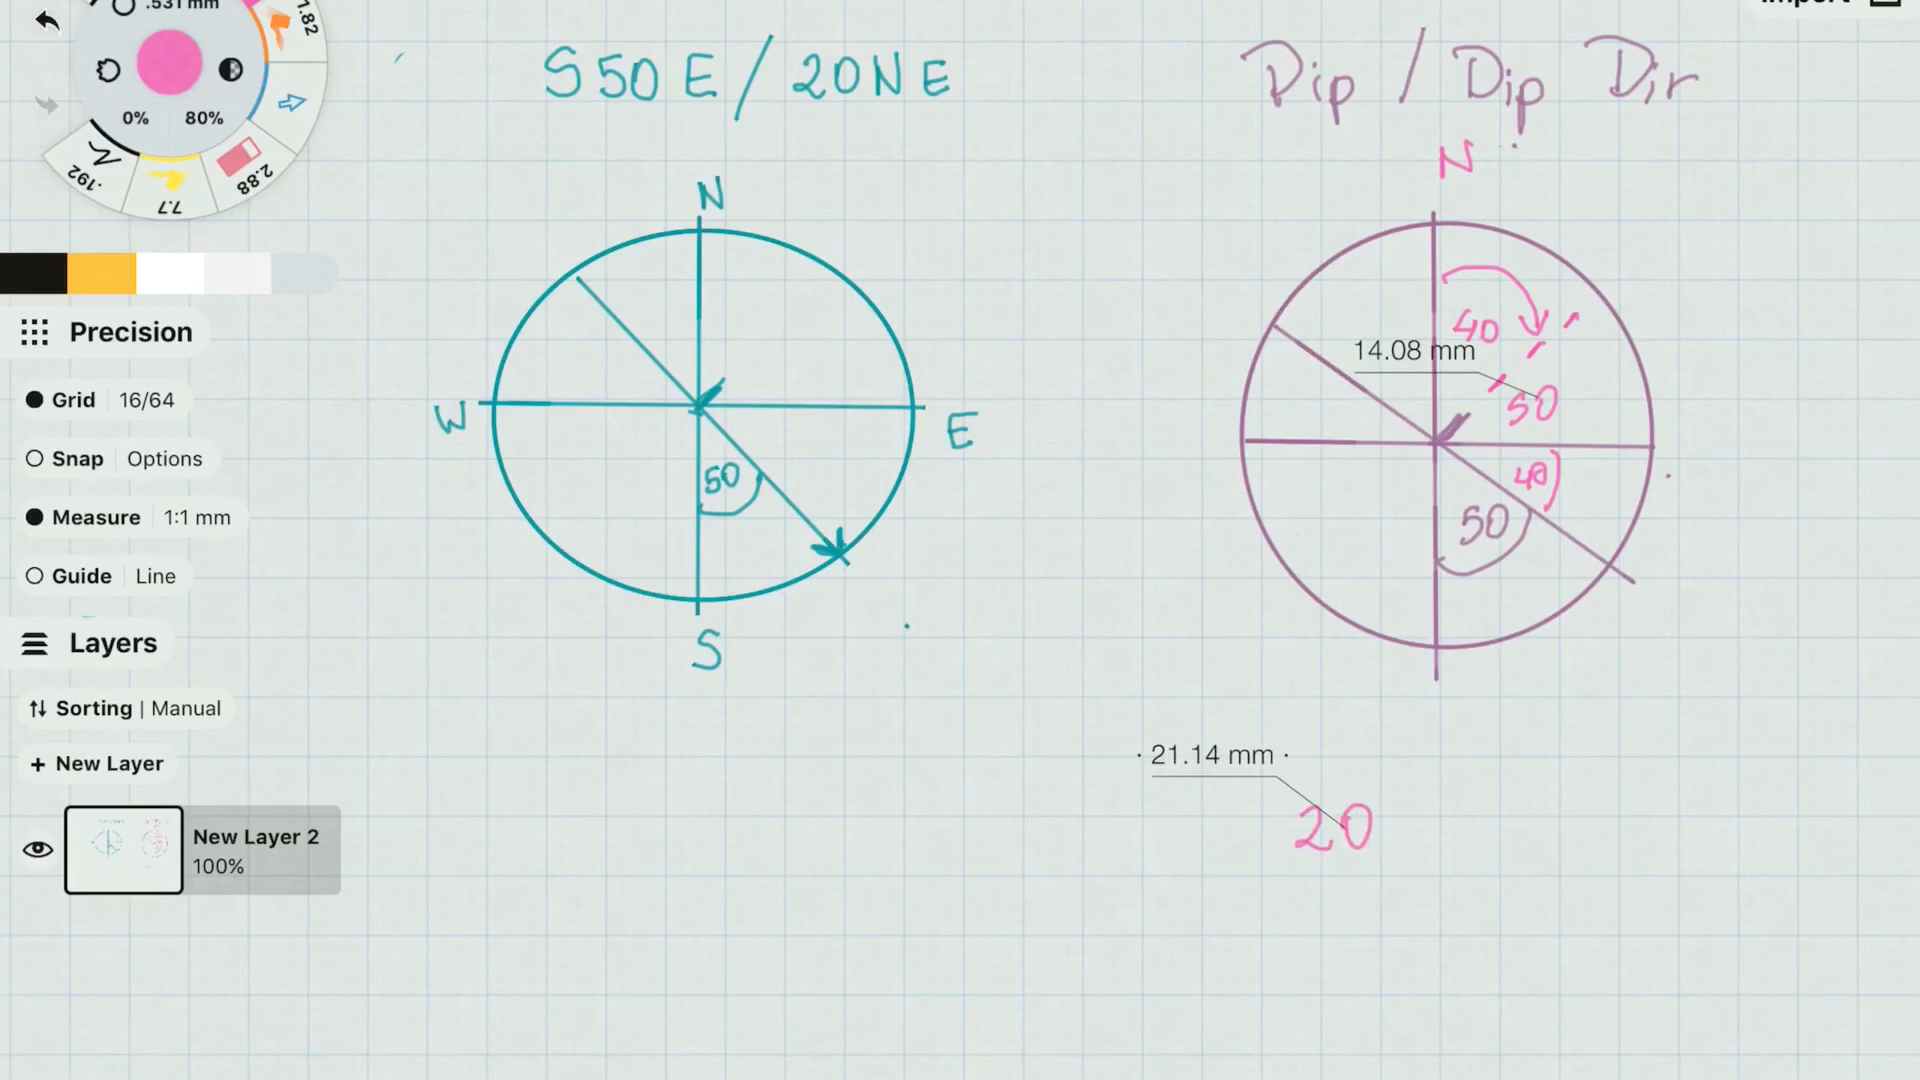 .531 mm
1.82
0%
80%
.192
7.7
2.88
Precision
Grid 16/64
Snap Options
Measure 1:1 mm
Guide Line
Layers
Sorting | Manual
+ New Layer
New Layer 2
100%
S50E/20NE
N
W
E
50
S
Dip / Dip Dir
N
40
14.08 mm
50
40
50
21.14 mm
20